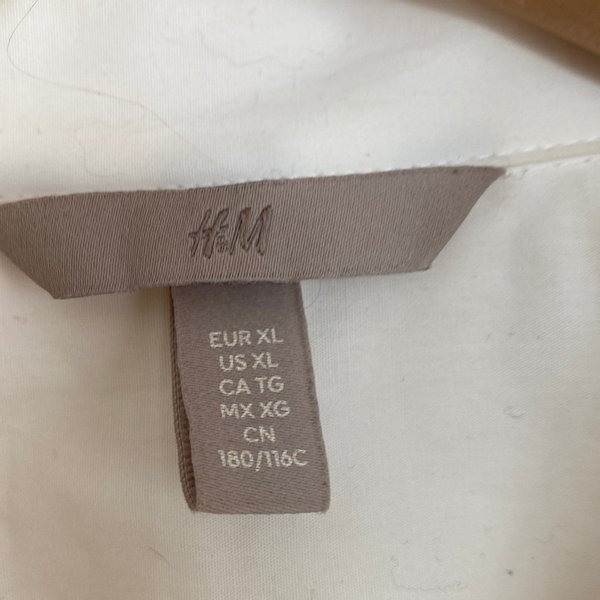 H&M
EUR XL
US XL
CA TG
MX XG
CN
180/116C